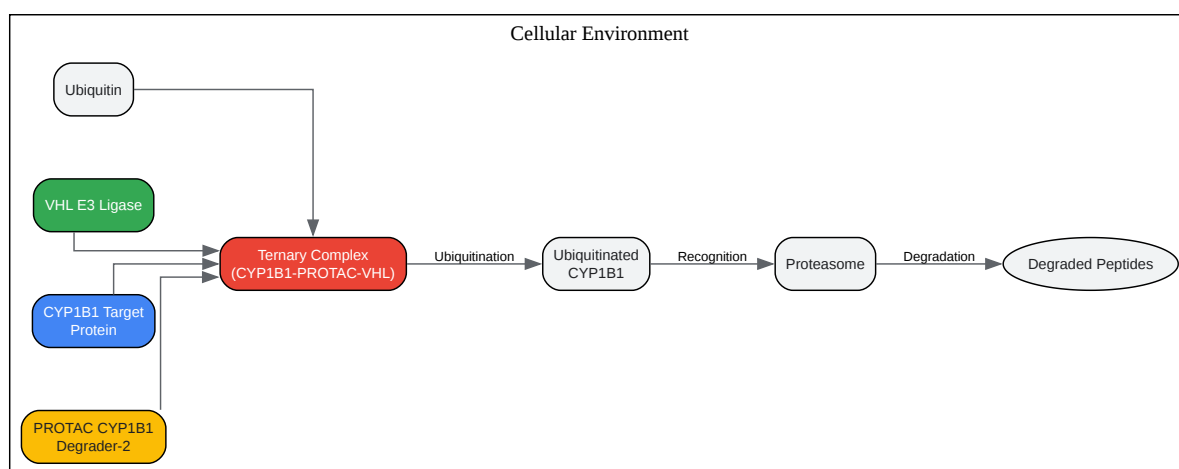 Cellular Environment
Ubiquitin
VHL E3 Ligase
CYP1B1 Target
Protein
PROTAC CYP1B1
Degrader-2
Ternary Complex
(CYP1B1-PROTAC-VHL)
Ubiquitination
Ubiquitinated
CYP1B1
Recognition
Proteasome
Degradation
Degraded Peptides